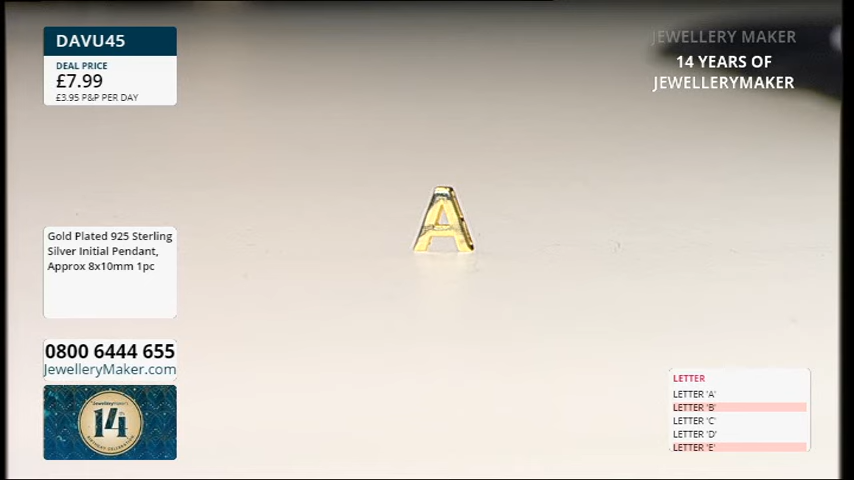 DAVU45
DEAL PRICE
£7.99
£3.95 P&P PER DAY
JEWELLERY MAKER
14 YEARS OF
JEWELLERYMAKER
A
Gold Plated 925 Sterling
Silver Initial Pendant,
Approx 8x10mm 1pc
0800 6444 655
JewelleryMaker.com
14
LETTER
LETTER 'A'
LETTER 'B'
LETTER 'C'
LETTER 'D'
LETTER 'E'